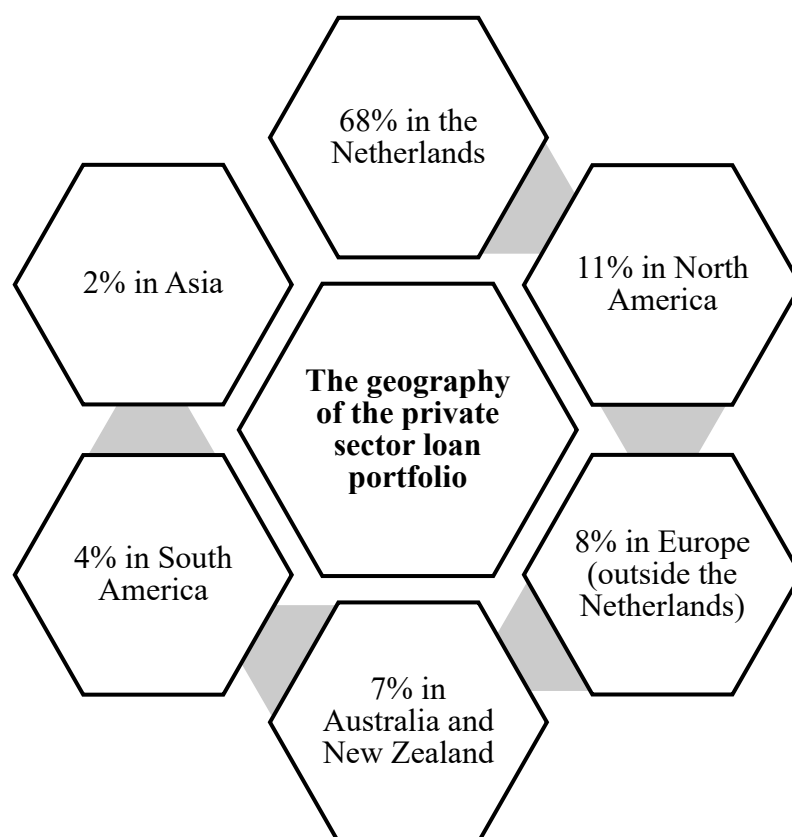 68% in the
Netherlands
11% in North
America
8% in Europe
(outside the
Netherlands)
7% in
Australia and
New Zealand
4% in South
America
2% in Asia
The geography
of the private
sector loan
portfolio